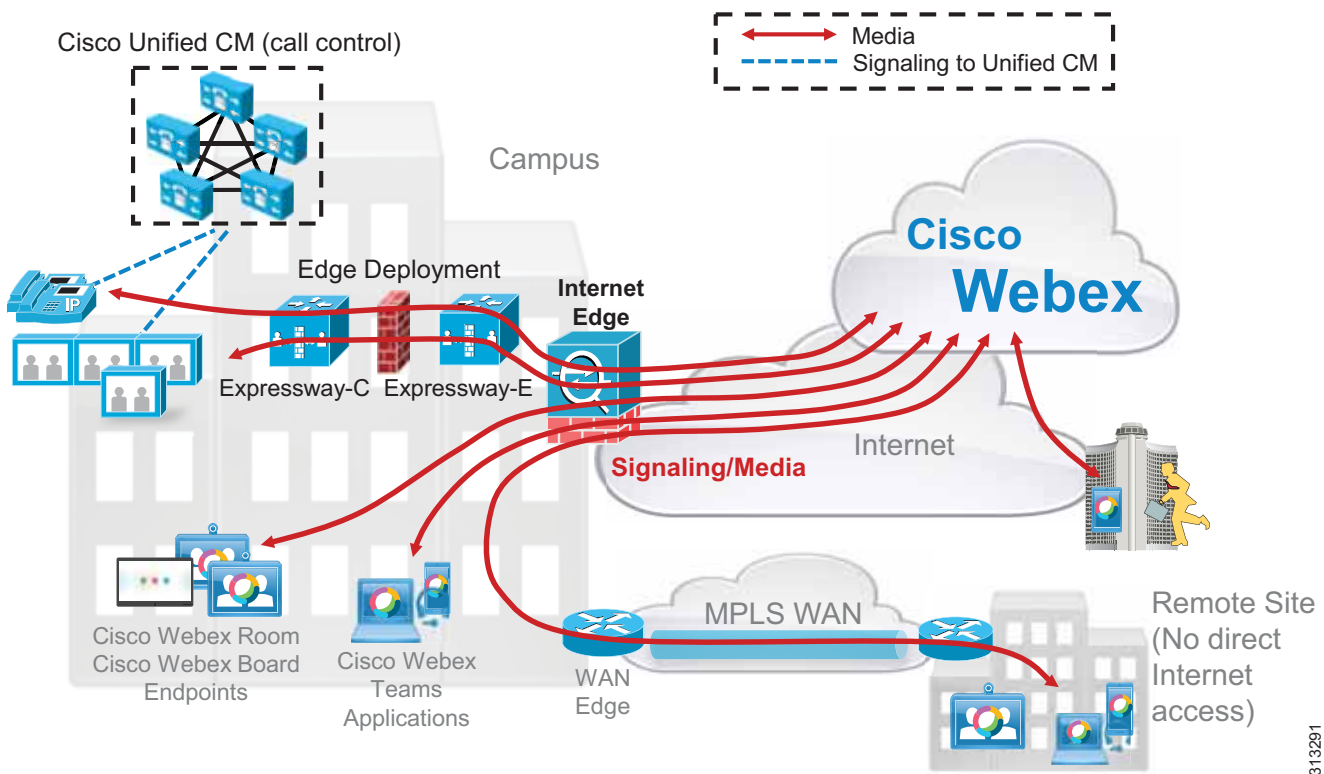 Cisco Unified CM (call control)
Media
Signaling to Unified CM
Campus
Cisco
Webex
Edge Deployment
Internet
Edge
IP
Expressway-C
Expressway-E
Internet
Signaling/Media
Cisco Webex Room
Cisco Webex Board
Endpoints
Cisco Webex
Teams
Applications
WAN
Edge
MPLS WAN
Remote Site
(No direct
Internet
access)
313291